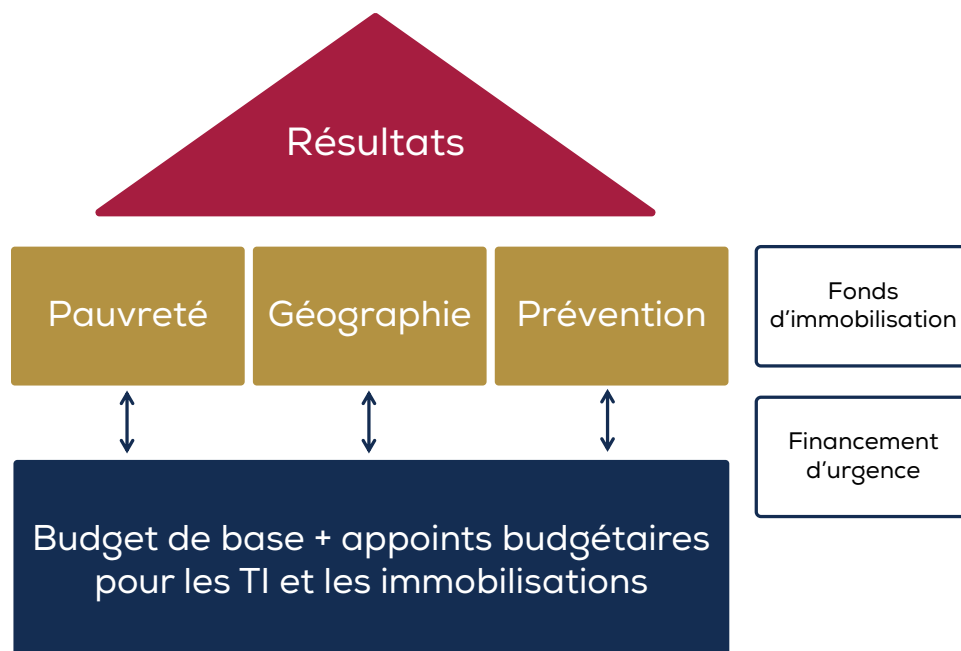 Résultats
Pauvreté
Géographie
Prévention
Fonds
d'immobilisation
Financement
d'urgence
Budget de base + appoints budgétaires
pour les TI et les immobilisations